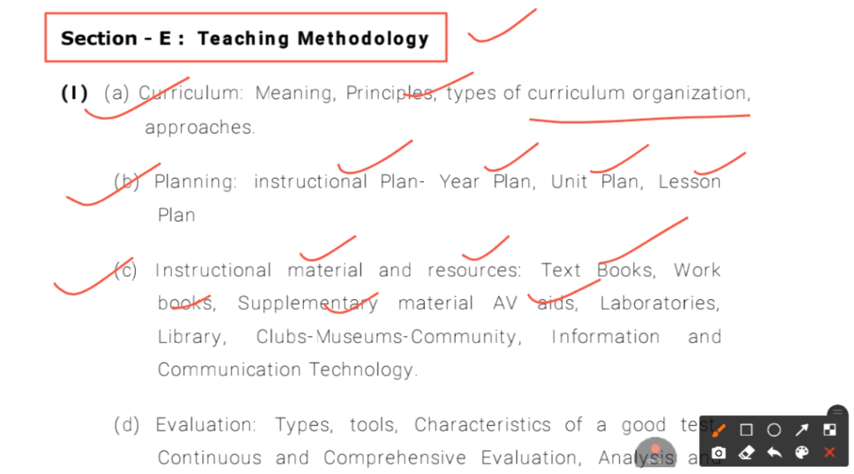 Section - E : Teaching Methodology
(I) (a) Curriculum: Meaning, Principles, types of curriculum organization,
approaches.
(b) Planning: instructional Plan- Year Plan, Unit Plan, Lesson
Plan
(c) Instructional material and resources: Text Books, Work
books, Supplementary material AV aids, Laboratories,
Library, Clubs-Museums-Community, Information and
Communication Technology.
(d) Evaluation: Types, tools, Characteristics of a good test,
Continuous and Comprehensive Evaluation, Analysis and